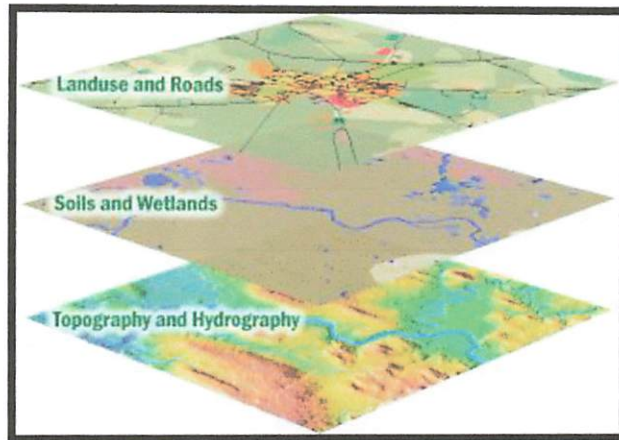 Landuse and Roads
Soils and Wetlands
Topography and Hydrography